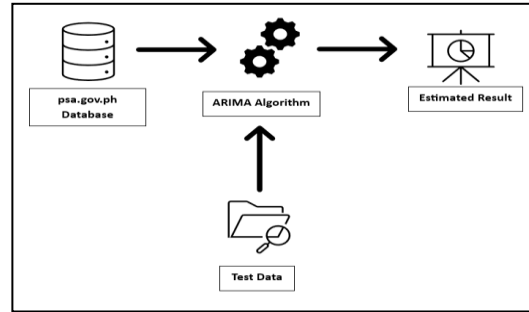 psa.gov.ph
Database
ARIMA Algorithm
Estimated Result
Test Data